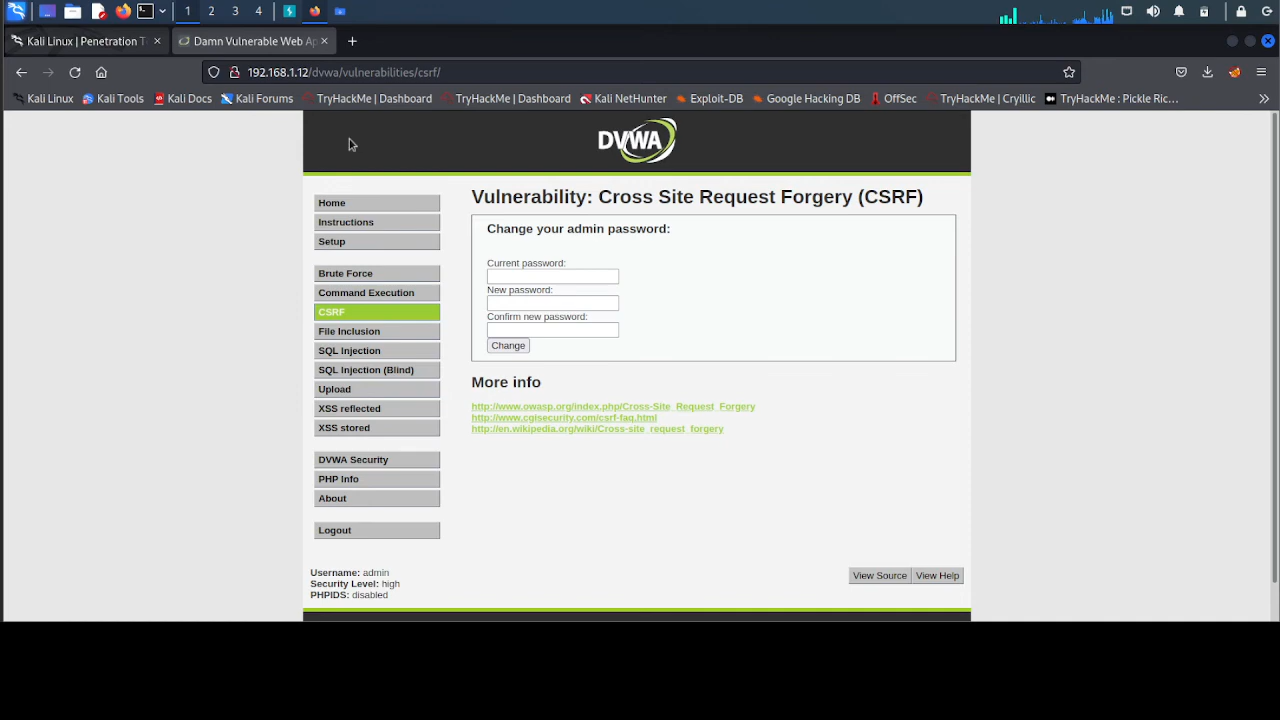 1 2 3 4
Kali Linux | Penetration T
Damn Vulnerable Web Ap
192.168.1.12/dvwa/vulnerabilities/csrf/
Kali Linux Kali Tools Kali Docs Kali Forums TryHackMe | Dashboard TryHackMe | Dashboard Kali NetHunter Exploit-DB Google Hacking DB OffSec TryHackMe | Cryillic TryHackMe : Pickle Ric...
DVWA
Home
Instructions
Setup
Brute Force
Command Execution
CSRF
File Inclusion
SQL Injection
SQL Injection (Blind)
Upload
XSS reflected
XSS stored
DVWA Security
PHP Info
About
Logout
Vulnerability: Cross Site Request Forgery (CSRF)
Change your admin password:
Current password:
New password:
Confirm new password:
Change
More info
http://www.owasp.org/index.php/Cross-Site_Request_Forgery
http://www.cgisecurity.com/csrf-faq.html
http://en.wikipedia.org/wiki/Cross-site_request_forgery
Username: admin
Security Level: high
PHPIDS: disabled
View Source View Help